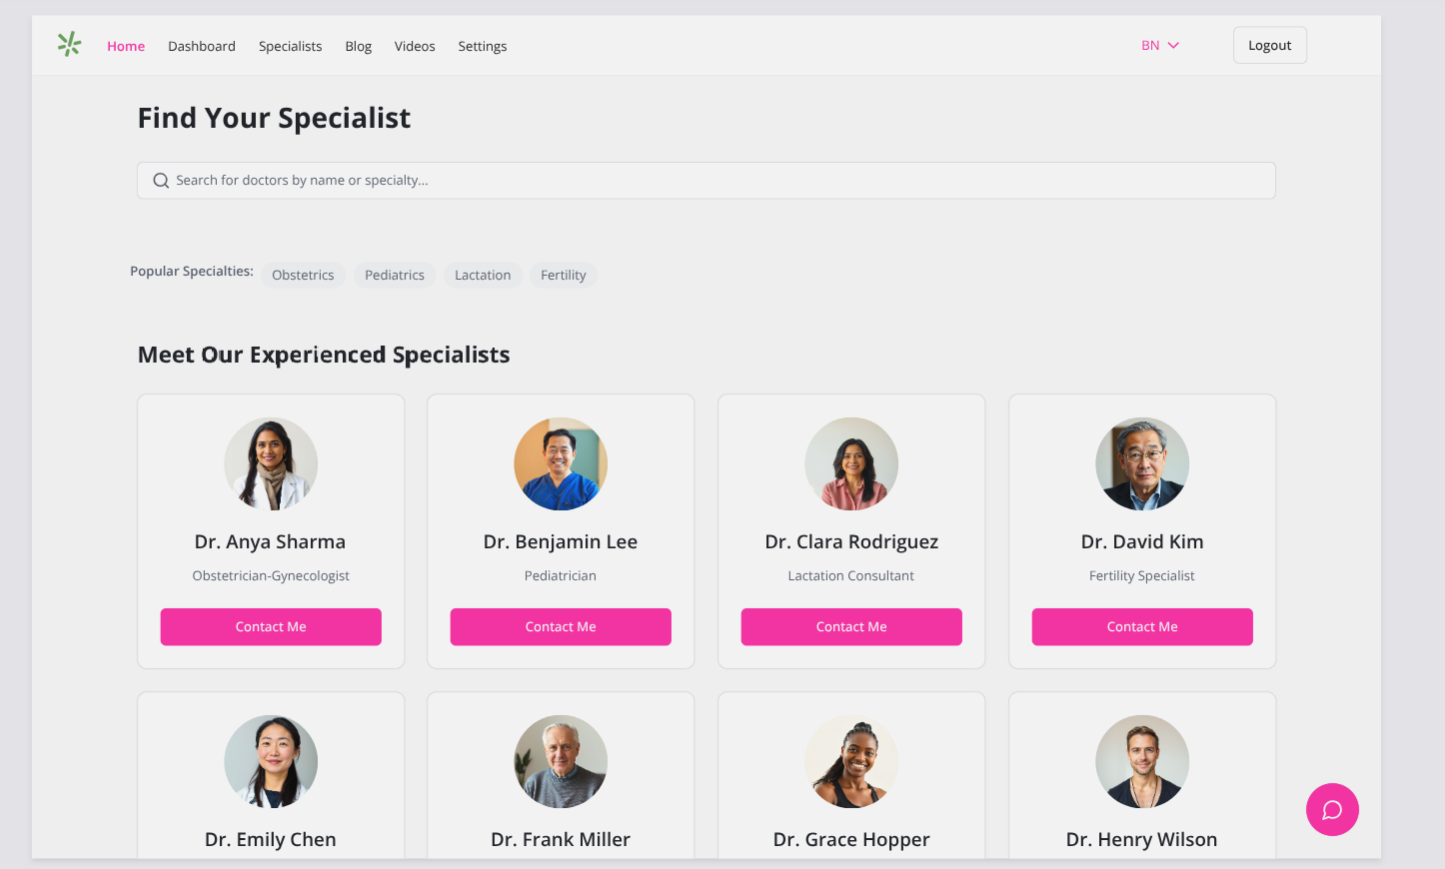 Home Dashboard Specialists Blog Videos Settings BN Logout
Find Your Specialist
Search for doctors by name or specialty...
Popular Specialties: Obstetrics Pediatrics Lactation Fertility
Meet Our Experienced Specialists
Dr. Anya Sharma Dr. Benjamin Lee Dr. Clara Rodriguez Dr. David Kim
Obstetrician-Gynecologist Pediatrician Lactation Consultant Fertility Specialist
Contact Me Contact Me Contact Me Contact Me
Dr. Emily Chen Dr. Frank Miller Dr. Grace Hopper Dr. Henry Wilson